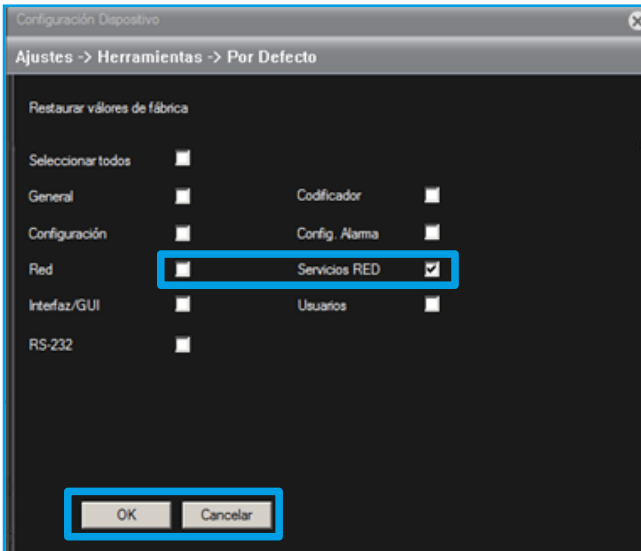 Configuración Dispostivo
Ajustes -> Herramientas -> Por Defecto
Restaurar válores de fábrica
Seleccionar todos
General Codificador
Configuración Config. Alarma
Red Servicios RED
Interfaz/GUI Usuarios
RS-232
OK Cancelar